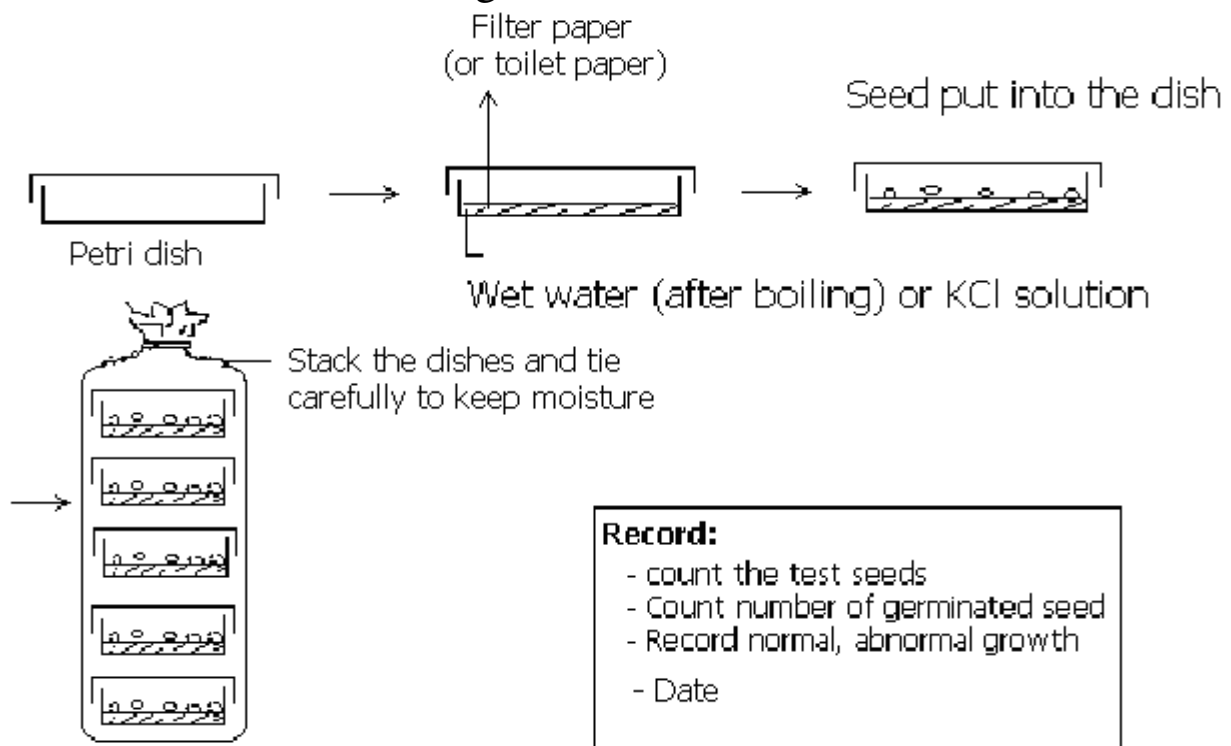 Filter paper
(or toilet paper)
Seed put into the dish
Petri dish
Wet water (after boiling) or KCl solution
Stack the dishes and tie
carefully to keep moisture
Record:
- count the test seeds
- Count number of germinated seed
- Record normal, abnormal growth
- Date